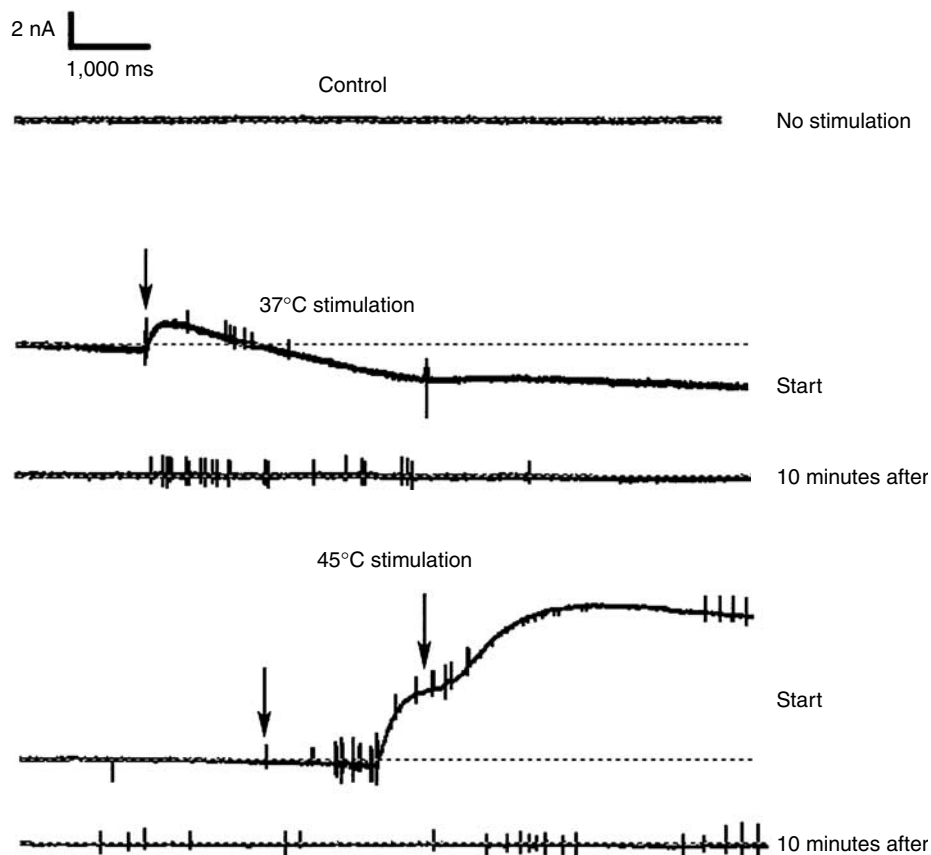 2 nA
1,000 ms
Control
No stimulation
37°C stimulation
Start
10 minutes after
45°C stimulation
Start
10 minutes after